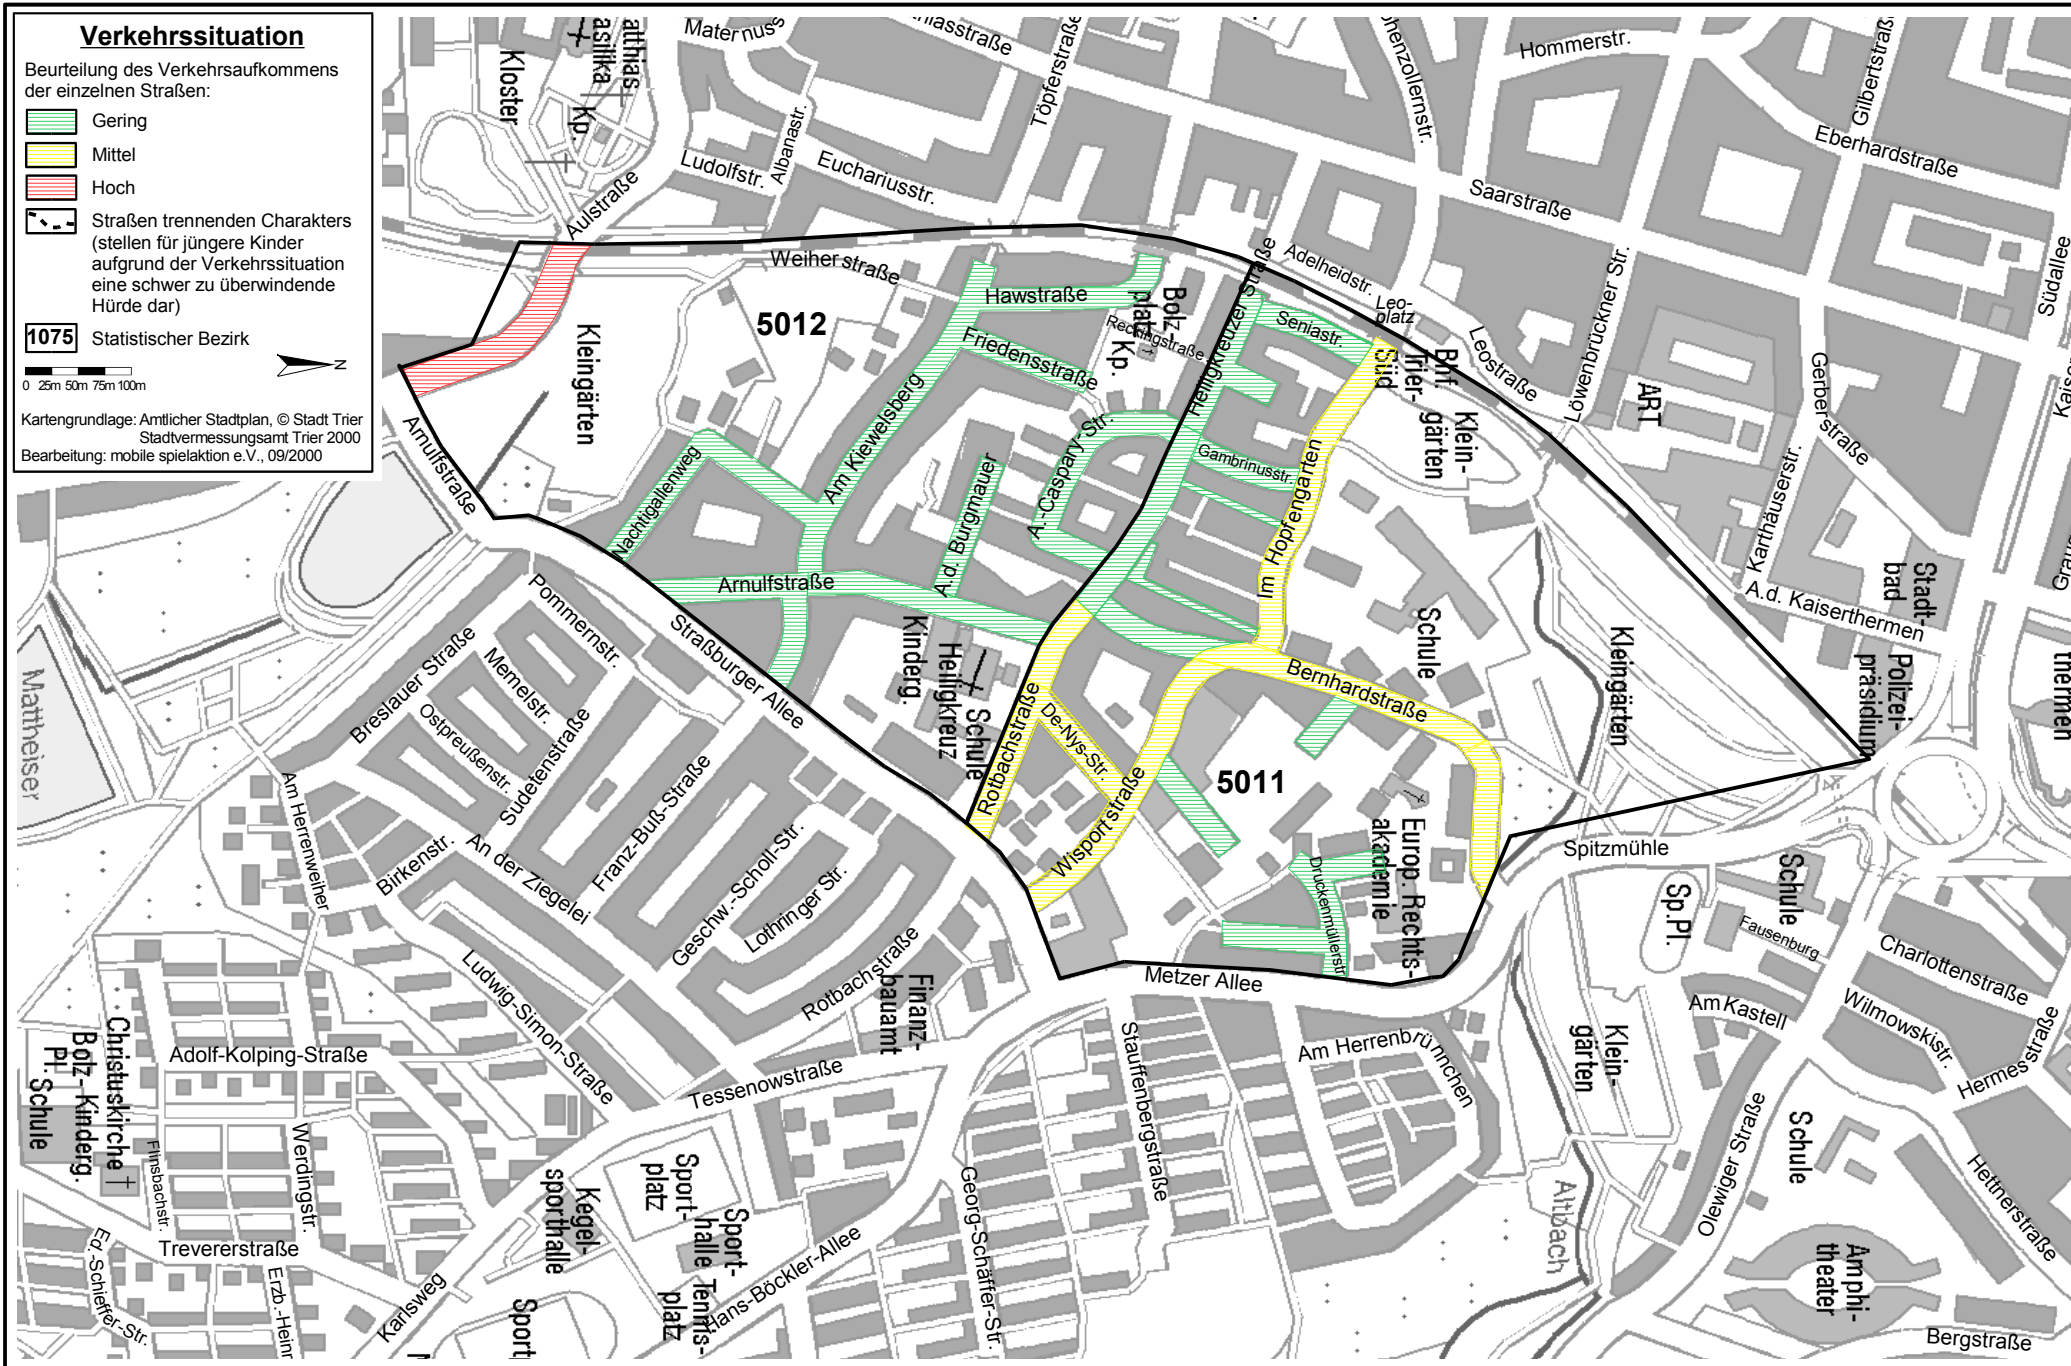 Verkehrssituation
Beurteilung des Verkehrsaufkommens
der einzelnen Straßen:
Gering
Mittel
Hoch
Straßen trennenden Charakters
(stellen für jüngere Kinder
aufgrund der Verkehrssituation
eine schwer zu überwindende
Hürde dar)
1075 Statistischer Bezirk
0 25m 50m 75m 100m
N
Kartengrundlage: Amtlicher Stadtplan, © Stadt Trier
Stadtvermessungsamt Trier 2000
Bearbeitung: mobile spielaktion e.V., 09/2000
Kloster
Kp.
Maternuss
Töpferstraße
Hommerstr.
Gilbertstraße
Eberhardstraße
Ludolfstr.
Albanastr.
Euchariusstr.
Aulstraße
Saarstraße
Südallee
Weiherstraße
Adelheidstr.
Leo-
platz
Leostraße
Löwenbrückner Str.
ART
Gerberstraße
Karthäuserstr.
A.d. Kaiserthermen
Stadt-
bad
Polizei-
präsidium
thermen
5012
Hawstraße
Bolz-
platz
Kp.
Recklingstraße
Friedensstraße
Heiligkreuzer Straße
Seniastr.
Bhf
Trier-
Süd
Klein-
gärten
Kleingärten
Am Kiewelsberg
Nachtigallenweg
A.d. Burgmauer
A.-Caspary-Str.
Gambrinusstr.
Im Hopfengarten
Arnulfstraße
Arnulfstraße
Kinderg.
Heiligkreuz
Schule
Schule
Kleingärten
Bernhardstraße
Rotbachstraße
De-Nys-Str.
Wisportstraße
5011
Europ. Rechts-
akademie
Druckenmüllerstr.
Metzer Allee
Spitzmühle
Straßburger Allee
Pommernstr.
Breslauer Straße
Memelstr.
Ostpreußenstr.
Sudetenstraße
Franz-Buß-Straße
Mattheiser
Am Herrenweiher
Birkenstr.
An der Ziegelei
Geschw.-Scholl-Str.
Lothringer Str.
Rotbachstraße
Finanz-
bauamt
Ludwig-Simon-Straße
Tessenowstraße
Adolf-Kolping-Straße
Christuskirche
Bolz-
Pl.
Kinderg.
Schule
Flinsbachstr.
Werdingstr.
Trevererstraße
Ed.-Schieffer-Str.
Karlsweg
Kegel-
sporthalle
Sport-
platz
Sport-
halle
Tennis-
platz
Hans-Böckler-Allee
Georg-Schäffer-Str.
Stauffenbergstraße
Am Herrenbrünnchen
Altbach
Klein-
gärten
Sp.Pl.
Schule
Fausenburg
Charlottenstraße
Am Kastell
Wilmowskistr.
Hermesstraße
Olewiger Straße
Schule
Hettnerstraße
Amphi-
theater
Bergstraße